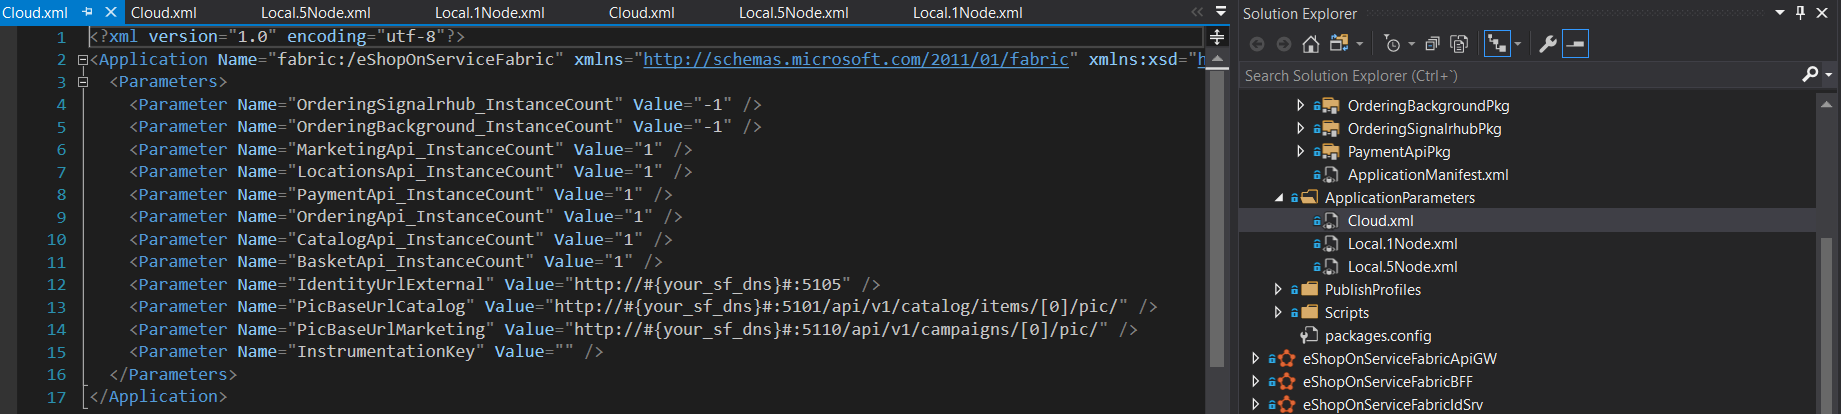 Cloud.xml Cloud.xml Local.5Node.xml Local.1Node.xml Cloud.xml Local.5Node.xml Local.1Node.xml
1 <?xml version="1.0" encoding="utf-8"?>
2 <Application Name="fabric:/eShopOnServiceFabric" xmlns="http://schemas.microsoft.com/2011/01/fabric" xmlns:xsd="h
3 <Parameters>
4 <Parameter Name="OrderingSignalrhub_InstanceCount" Value="-1" />
5 <Parameter Name="OrderingBackground_InstanceCount" Value="-1" />
6 <Parameter Name="MarketingApi_InstanceCount" Value="1" />
7 <Parameter Name="LocationsApi_InstanceCount" Value="1" />
8 <Parameter Name="PaymentApi_InstanceCount" Value="1" />
9 <Parameter Name="OrderingApi_InstanceCount" Value="1" />
10 <Parameter Name="CatalogApi_InstanceCount" Value="1" />
11 <Parameter Name="BasketApi_InstanceCount" Value="1" />
12 <Parameter Name="IdentityUrlExternal" Value="http://#{your_sf_dns}#:5105" />
13 <Parameter Name="PicBaseUrlCatalog" Value="http://#{your_sf_dns}#:5101/api/v1/catalog/items/[0]/pic/" />
14 <Parameter Name="PicBaseUrlMarketing" Value="http://#{your_sf_dns}#:5110/api/v1/campaigns/[0]/pic/" />
15 <Parameter Name="InstrumentationKey" Value="" />
16 </Parameters>
17 </Application>
Solution Explorer
Search Solution Explorer (Ctrl+`)
OrderingBackgroundPkg
OrderingSignalrhubPkg
PaymentApiPkg
ApplicationManifest.xml
ApplicationParameters
Cloud.xml
Local.1Node.xml
Local.5Node.xml
PublishProfiles
Scripts
packages.config
eShopOnServiceFabricApiGW
eShopOnServiceFabricBFF
eShopOnServiceFabricIdSrv